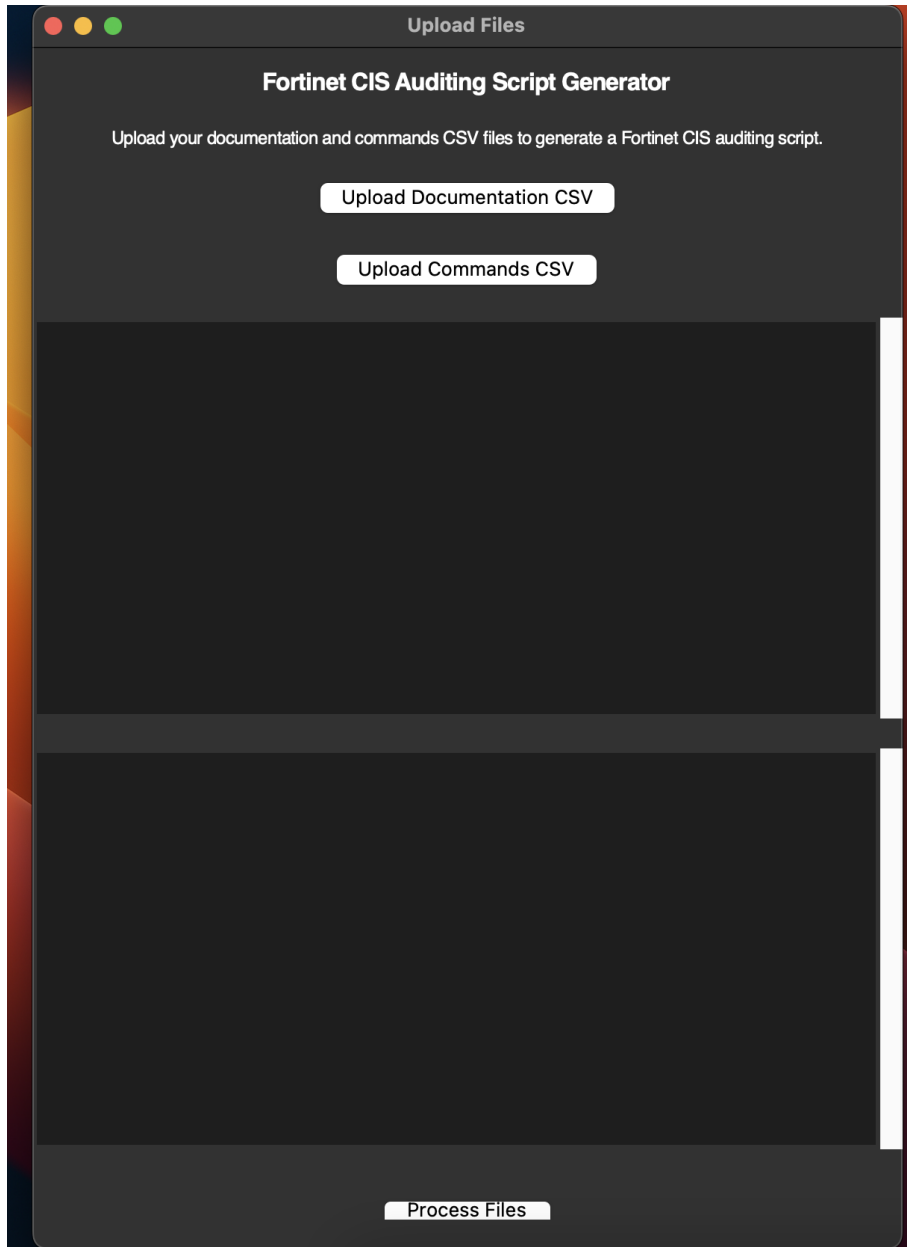 Upload Files
Fortinet CIS Auditing Script Generator
Upload your documentation and commands CSV files to generate a Fortinet CIS auditing script.
Upload Documentation CSV
Upload Commands CSV
Process Files